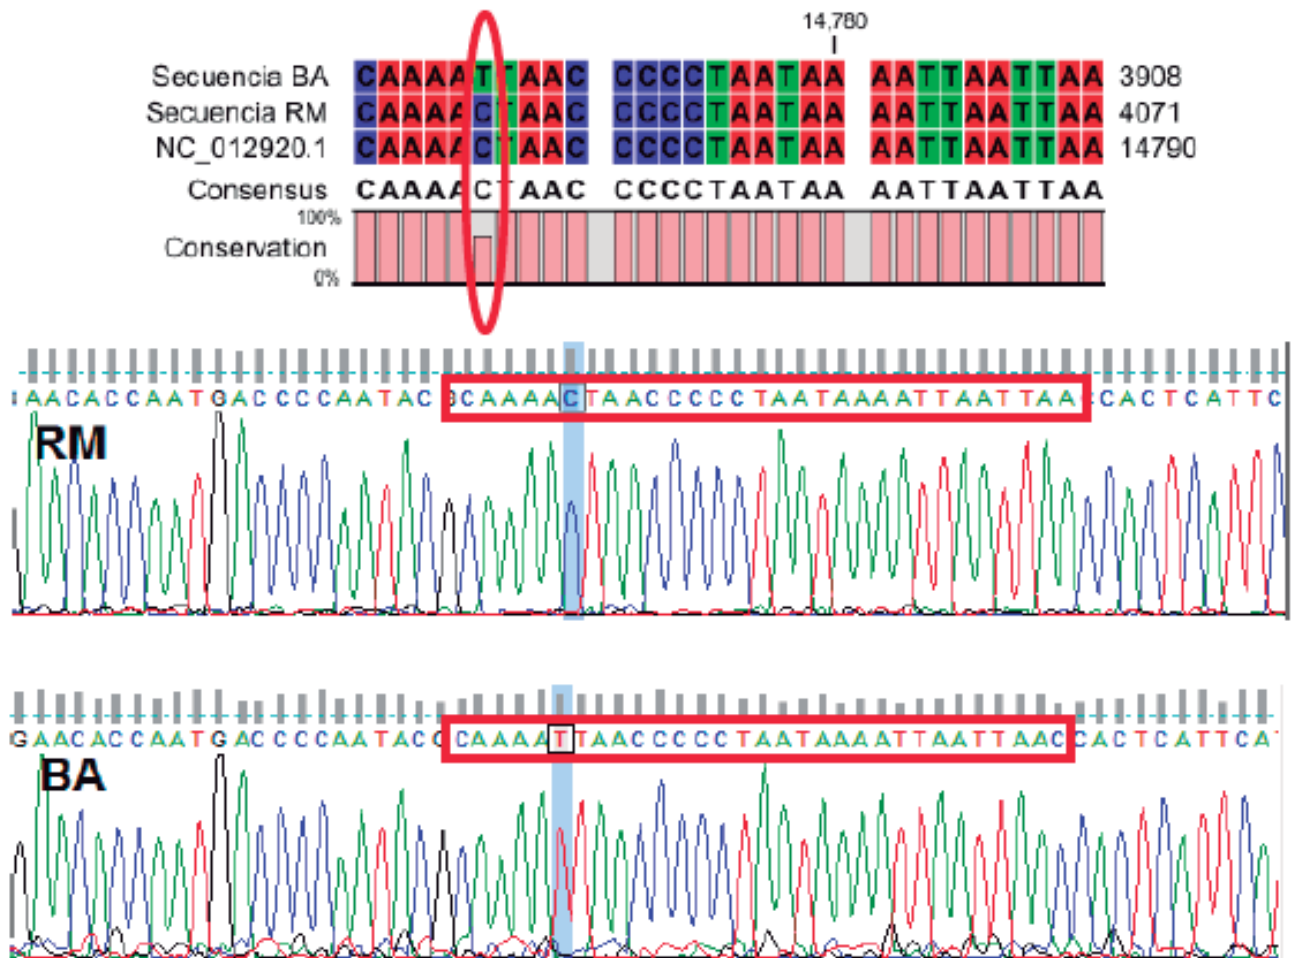 14,780
Secuencia BA CAAAATTAAC CCCCTAATAA AATTAATTAA 3908
Secuencia RM CAAAACTAAC CCCCTAATAA AATTAATTAA 4071
NC_012920.1 CAAAACTAAC CCCCTAATAA AATTAATTAA 14790
Consensus CAAAACTAAC CCCCTAATAA AATTAATTAA
100%
Conservation
0%
AACACCAATGACCCCAATACGCAAAACTAACCCCCTAATAAAATTAATTAACCACTCATTC
RM
GAACACCAATGACCCCAATACGCAAAATTAACCCCCTAATAAAATTAATTAACCACTCATTCAT
BA